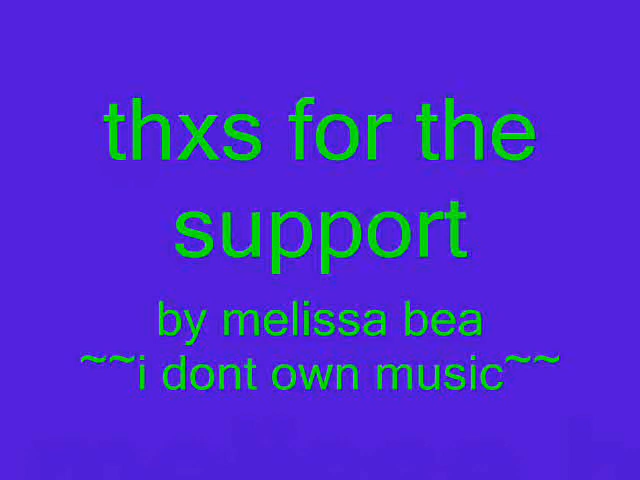 thxs for the
support
by melissa bea
~~i dont own music~~